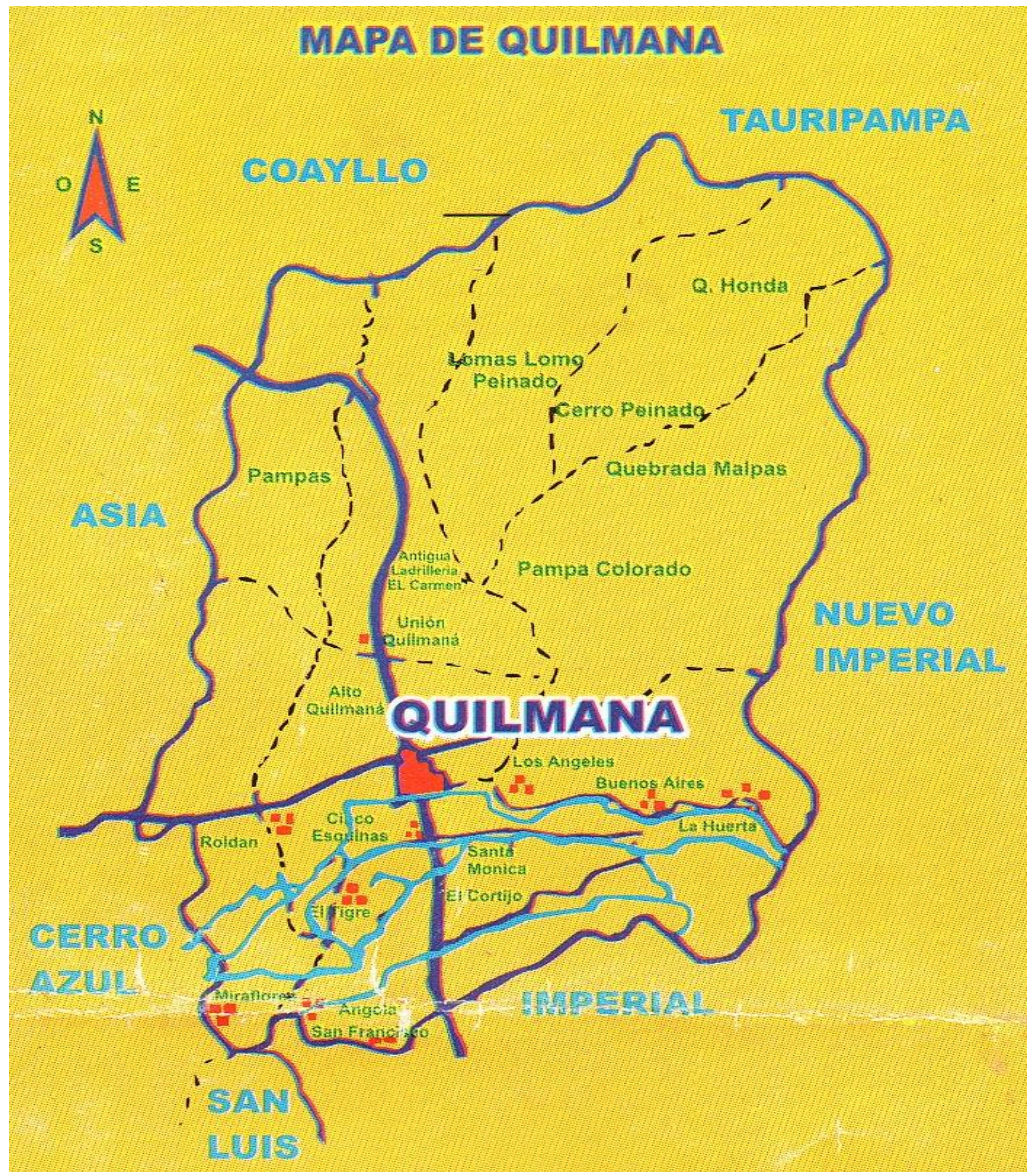 MAPA DE QUILMANA
TAURIPAMPA
COAYLLO
N
O
E
S
Q. Honda
Lomas Lomo
Peinado
Cerro Peinado
Quebrada Malpas
Pampas
ASIA
Antigua
Ladrilleria
EL Carmen
Pampa Colorado
Unión
Quilmaná
NUEVO
IMPERIAL
Alto
Quilmaná
QUILMANA
Los Angeles
Buenos Aires
La Huerta
Roldan
Cinco
Esquinas
Santa
Monica
El Cortijo
El Tigre
CERRO
AZUL
Miraflores
Angola
San Francisco
IMPERIAL
SAN
LUIS